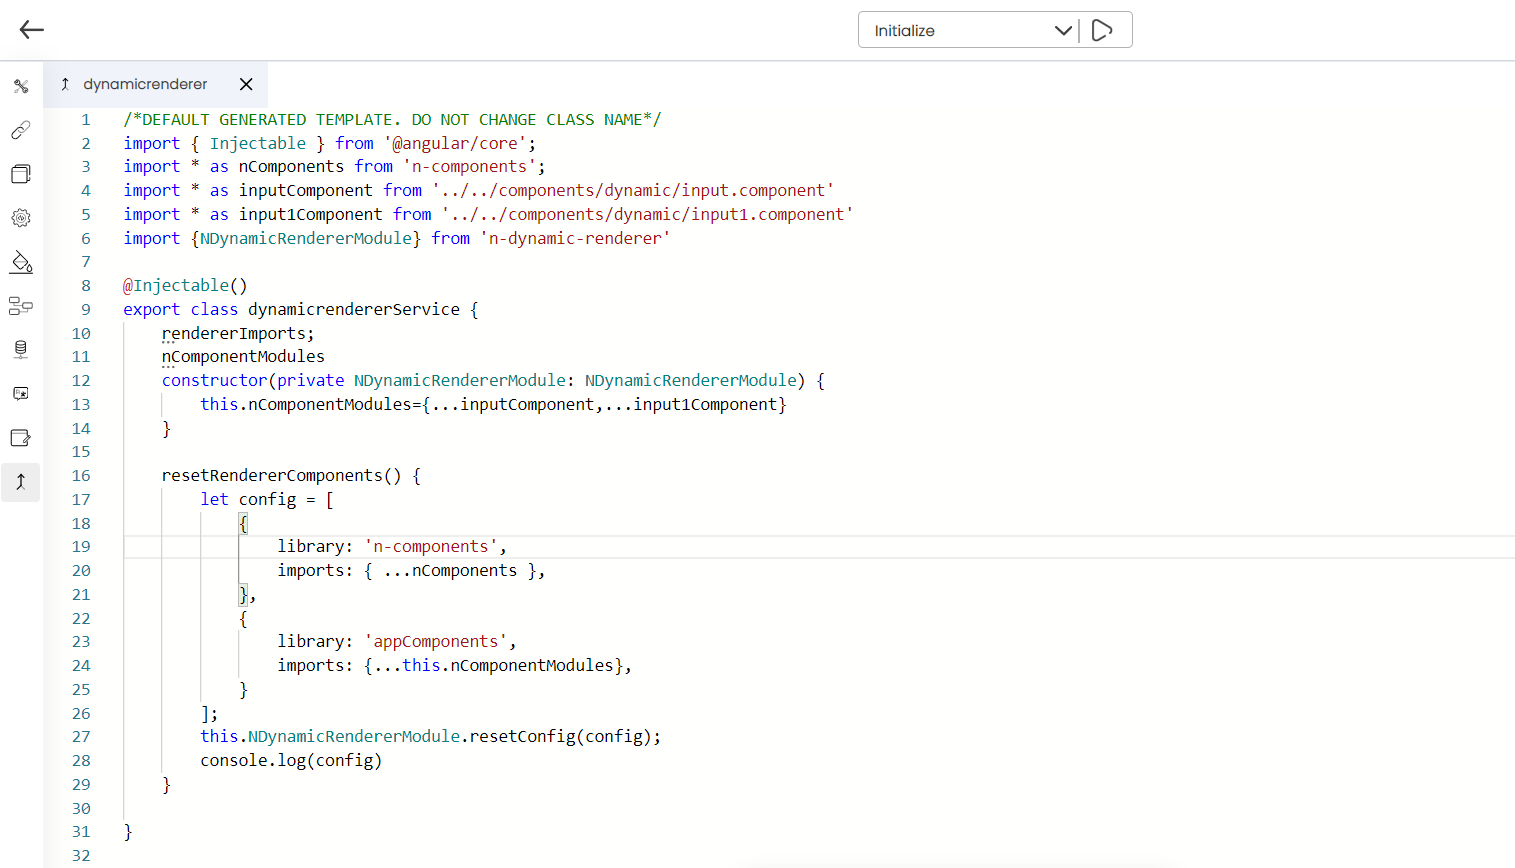 Initialize
dynamicrenderer
1 /*DEFAULT GENERATED TEMPLATE. DO NOT CHANGE CLASS NAME*/
2 import { Injectable } from '@angular/core';
3 import * as nComponents from 'n-components';
4 import * as inputComponent from '../../components/dynamic/input.component'
5 import * as input1Component from '../../components/dynamic/input1.component'
6 import {NDynamicRendererModule} from 'n-dynamic-renderer'
7
8 @Injectable()
9 export class dynamicrendererService {
10     rendererImports;
11     nComponentModules
12     constructor(private NDynamicRendererModule: NDynamicRendererModule) {
13         this.nComponentModules={...inputComponent,...input1Component}
14     }
15
16     resetRendererComponents() {
17         let config = [
18             {
19                 library: 'n-components',
20                 imports: { ...nComponents },
21             },
22             {
23                 library: 'appComponents',
24                 imports: {...this.nComponentModules},
25             }
26         ];
27         this.NDynamicRendererModule.resetConfig(config);
28         console.log(config)
29     }
30
31 }
32